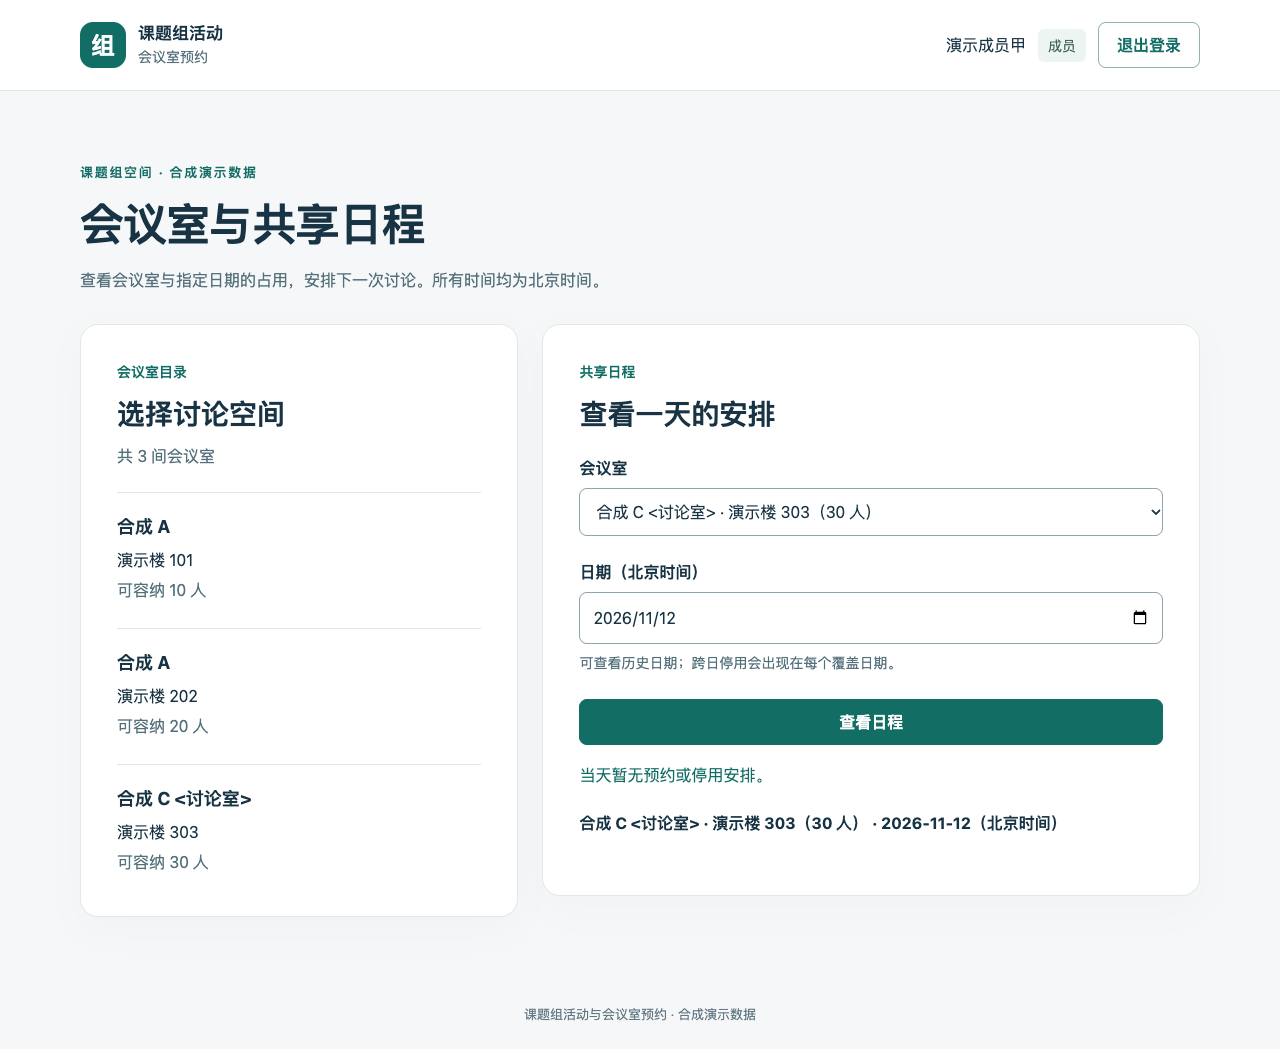 组
课题组活动
会议室预约
演示成员甲
成员
退出登录
课题组空间 · 合成演示数据
会议室与共享日程
查看会议室与指定日期的占用，安排下一次讨论。所有时间均为北京时间。
会议室目录
选择讨论空间
共 3 间会议室
合成 A
演示楼 101
可容纳 10 人
合成 A
演示楼 202
可容纳 20 人
合成 C <讨论室>
演示楼 303
可容纳 30 人
共享日程
查看一天的安排
会议室
合成 C <讨论室> · 演示楼 303（30 人）
日期（北京时间）
2026/11/12
可查看历史日期；跨日停用会出现在每个覆盖日期。
查看日程
当天暂无预约或停用安排。
合成 C <讨论室> · 演示楼 303（30 人） · 2026-11-12（北京时间）
课题组活动与会议室预约 · 合成演示数据